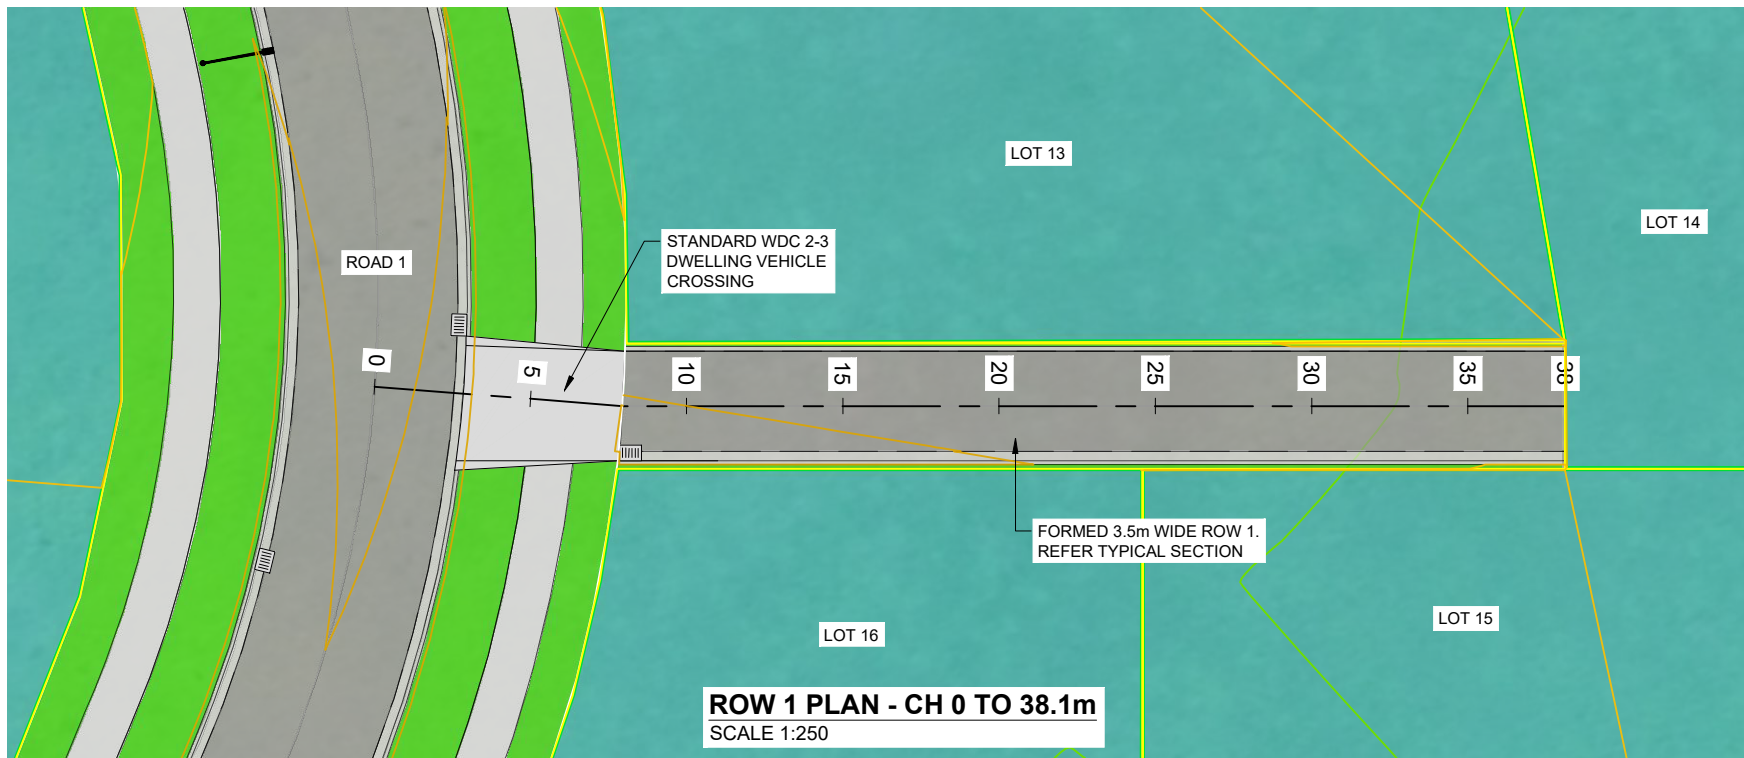 LOT 13
LOT 14
STANDARD WDC 2-3
DWELLING VEHICLE
CROSSING
ROAD 1
0
5
10
15
20
25
30
35
FORMED 3.5m WIDE ROW 1.
REFER TYPICAL SECTION
LOT 15
LOT 16
ROW 1 PLAN - CH 0 TO 38.1m
SCALE 1:250